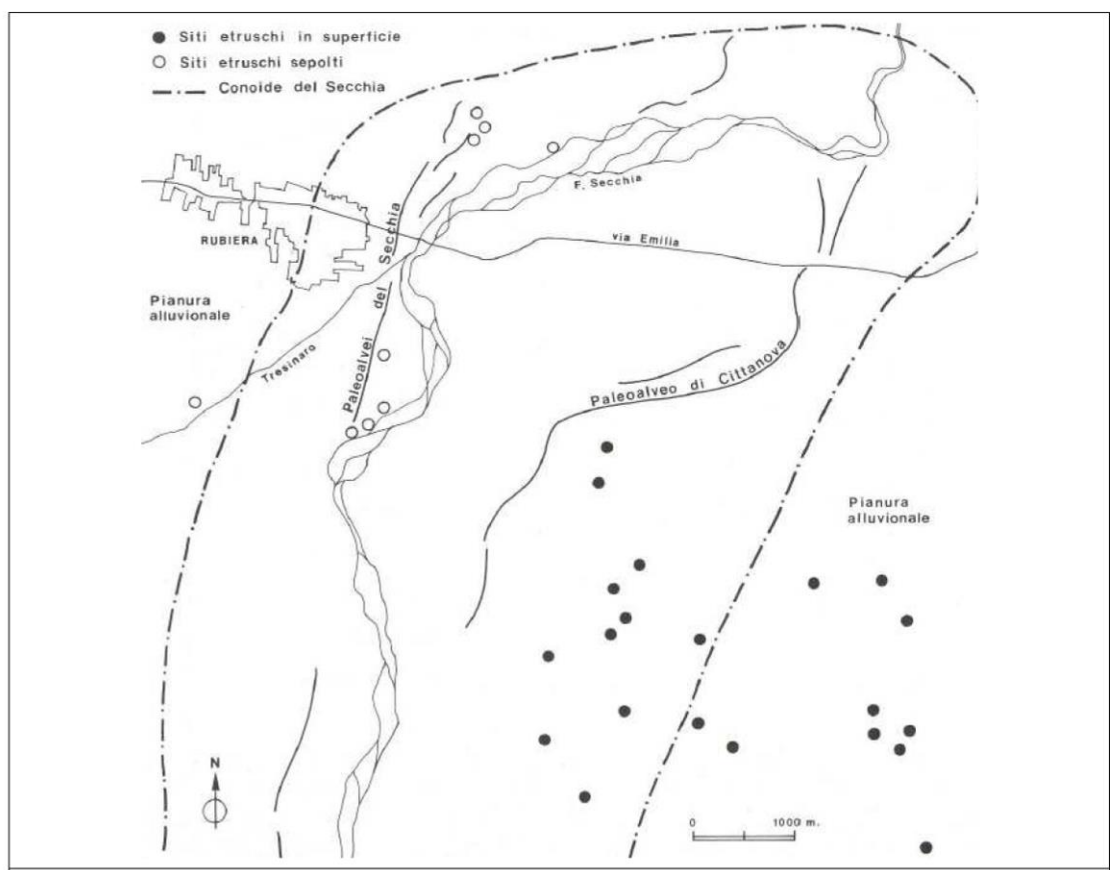 Siti etruschi in superficie
Siti etruschi sepolti
Conoide del Secchia
F. Secchia
RUBIERA
via Emilia
Paleoalvei del Secchia
Pianura
alluvionale
Tresinaro
Paleoalveo di Cittanova
Pianura
alluvionale
N
0 1000 m.